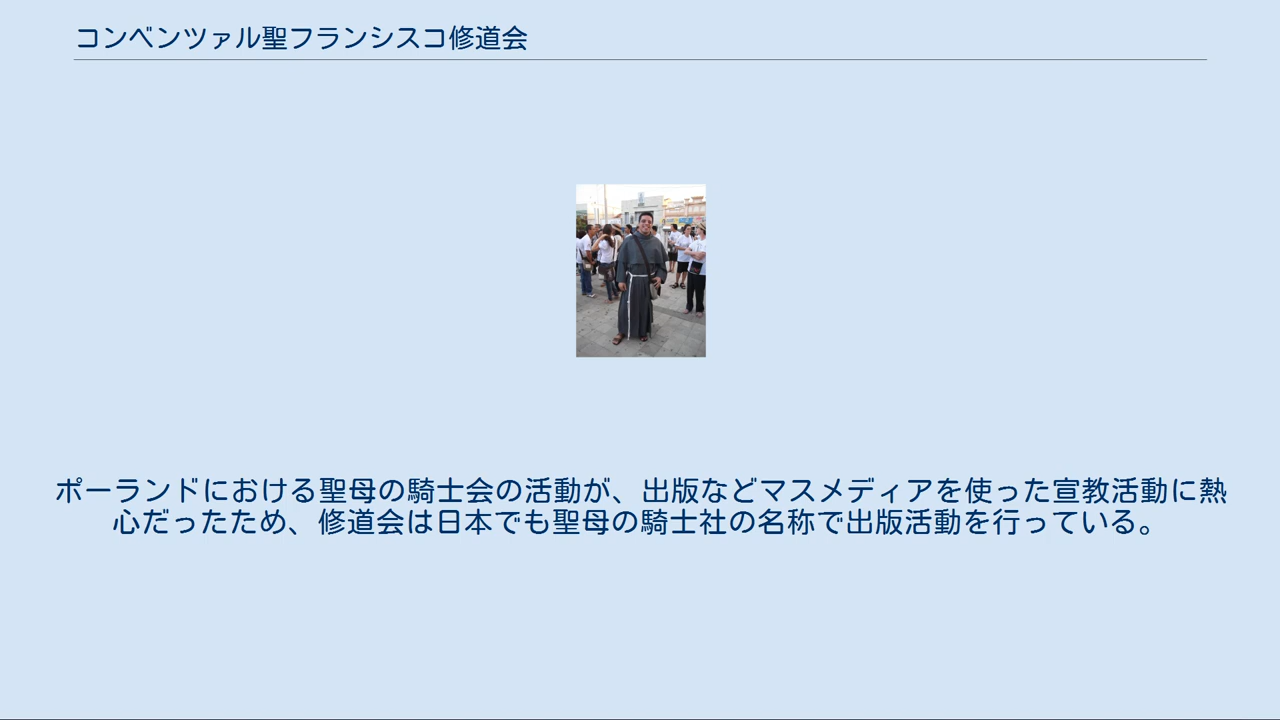 コンベンツァル聖フランシスコ修道会
ポーランドにおける聖母の騎士会の活動が、出版などマスメディアを使った宣教活動に熱
心だったため、修道会は日本でも聖母の騎士社の名称で出版活動を行っている。